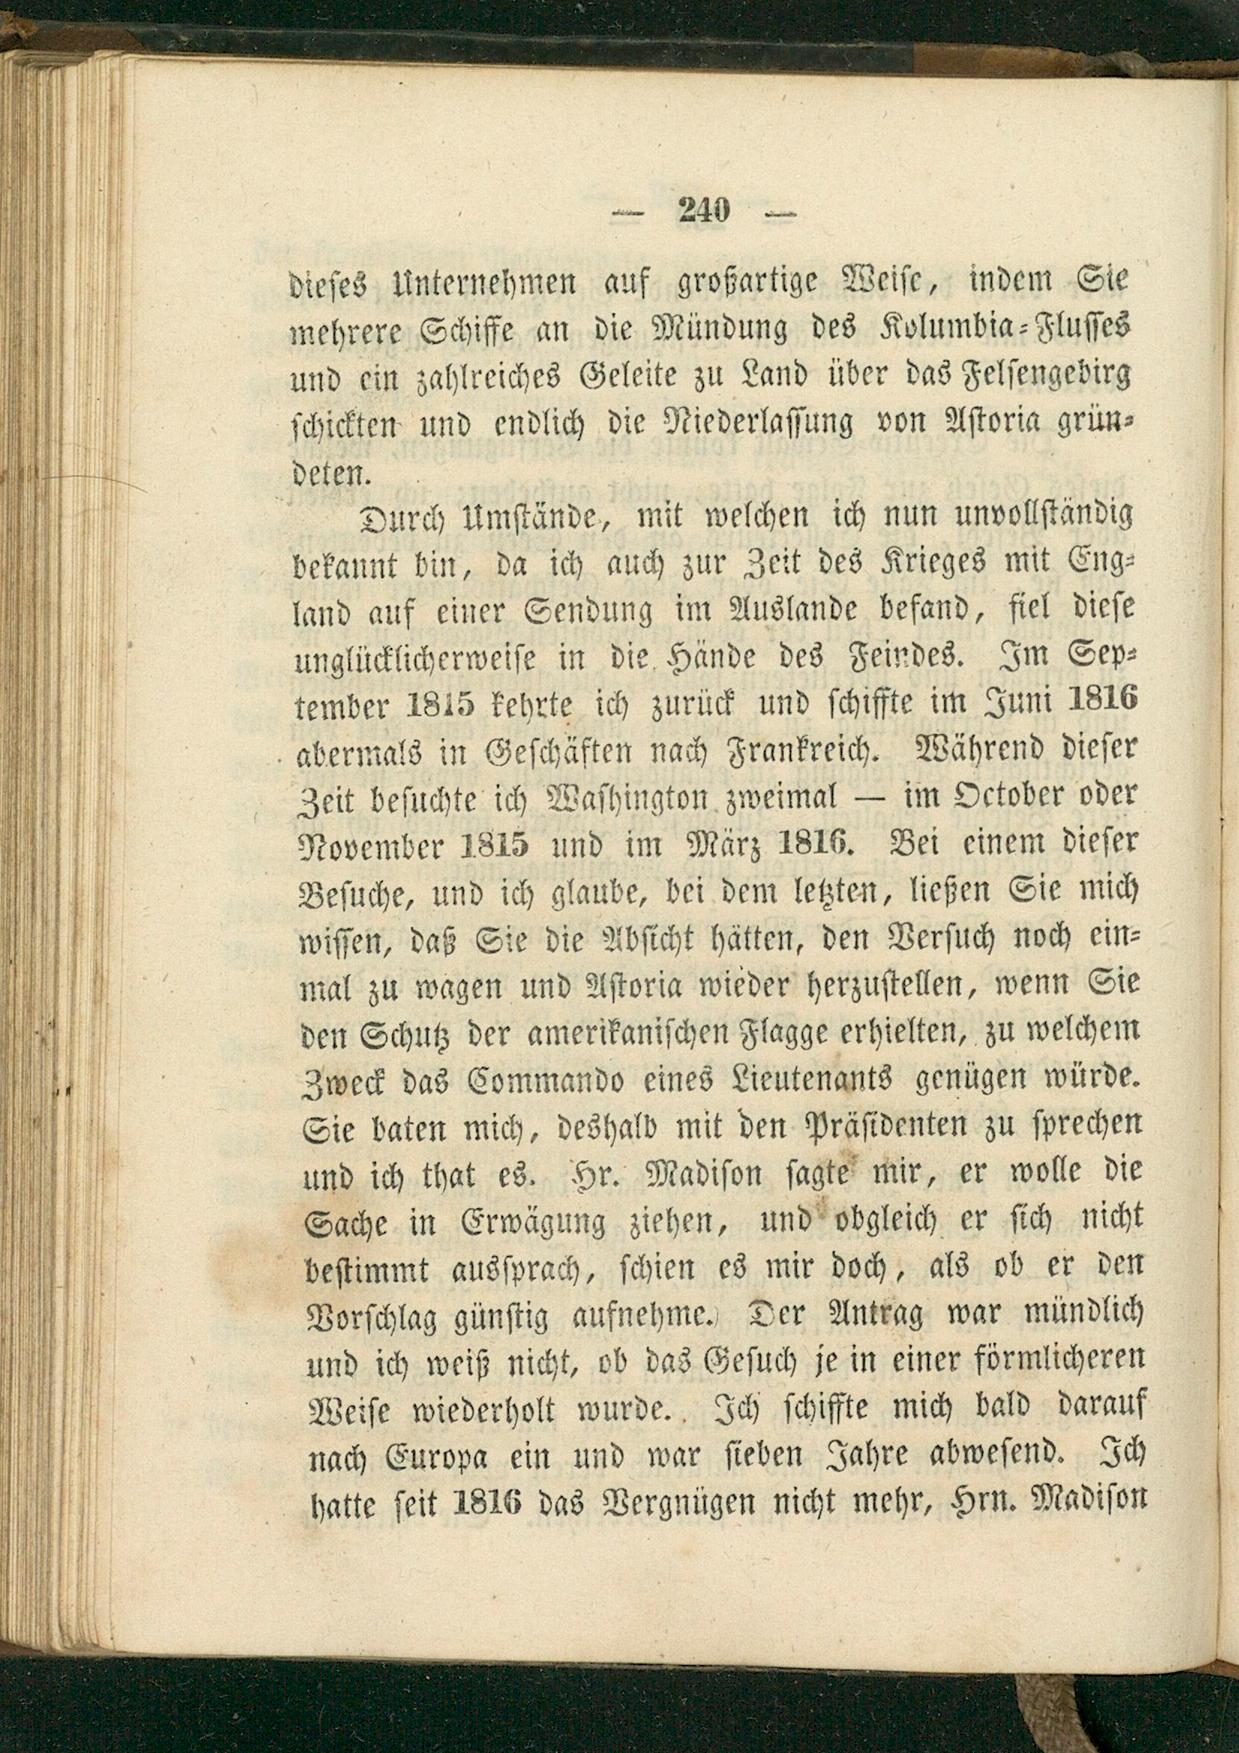 — 240 —
dieses Unternehmen auf großartige Weise, indem Sie
mehrere Schiffe an die Mündung des Kolumbia-Flusses
und ein zahlreiches Geleite zu Land über das Felsengebirg
schickten und endlich die Niederlassung von Astoria grün-
deten.
Durch Umstände, mit welchen ich nun unvollständig
bekannt bin, da ich auch zur Zeit des Krieges mit Eng-
land auf einer Sendung im Auslande befand, fiel diese
unglücklicherweise in die Hände des Feindes. Im Sep-
tember 1815 kehrte ich zurück und schiffte im Juni 1816
abermals in Geschäften nach Frankreich. Während dieser
Zeit besuchte ich Washington zweimal — im October oder
November 1815 und im März 1816. Bei einem dieser
Besuche, und ich glaube, bei dem letzten, ließen Sie mich
wissen, daß Sie die Absicht hätten, den Versuch noch ein-
mal zu wagen und Astoria wieder herzustellen, wenn Sie
den Schutz der amerikanischen Flagge erhielten, zu welchem
Zweck das Commando eines Lieutenants genügen würde.
Sie baten mich, deshalb mit den Präsidenten zu sprechen
und ich that es. Hr. Madison sagte mir, er wolle die
Sache in Erwägung ziehen, und obgleich er sich nicht
bestimmt aussprach, schien es mir doch, als ob er den
Vorschlag günstig aufnehme. Der Antrag war mündlich
und ich weiß nicht, ob das Gesuch je in einer förmlicheren
Weise wiederholt wurde. Ich schiffte mich bald darauf
nach Europa ein und war sieben Jahre abwesend. Ich
hatte seit 1816 das Vergnügen nicht mehr, Hrn. Madison